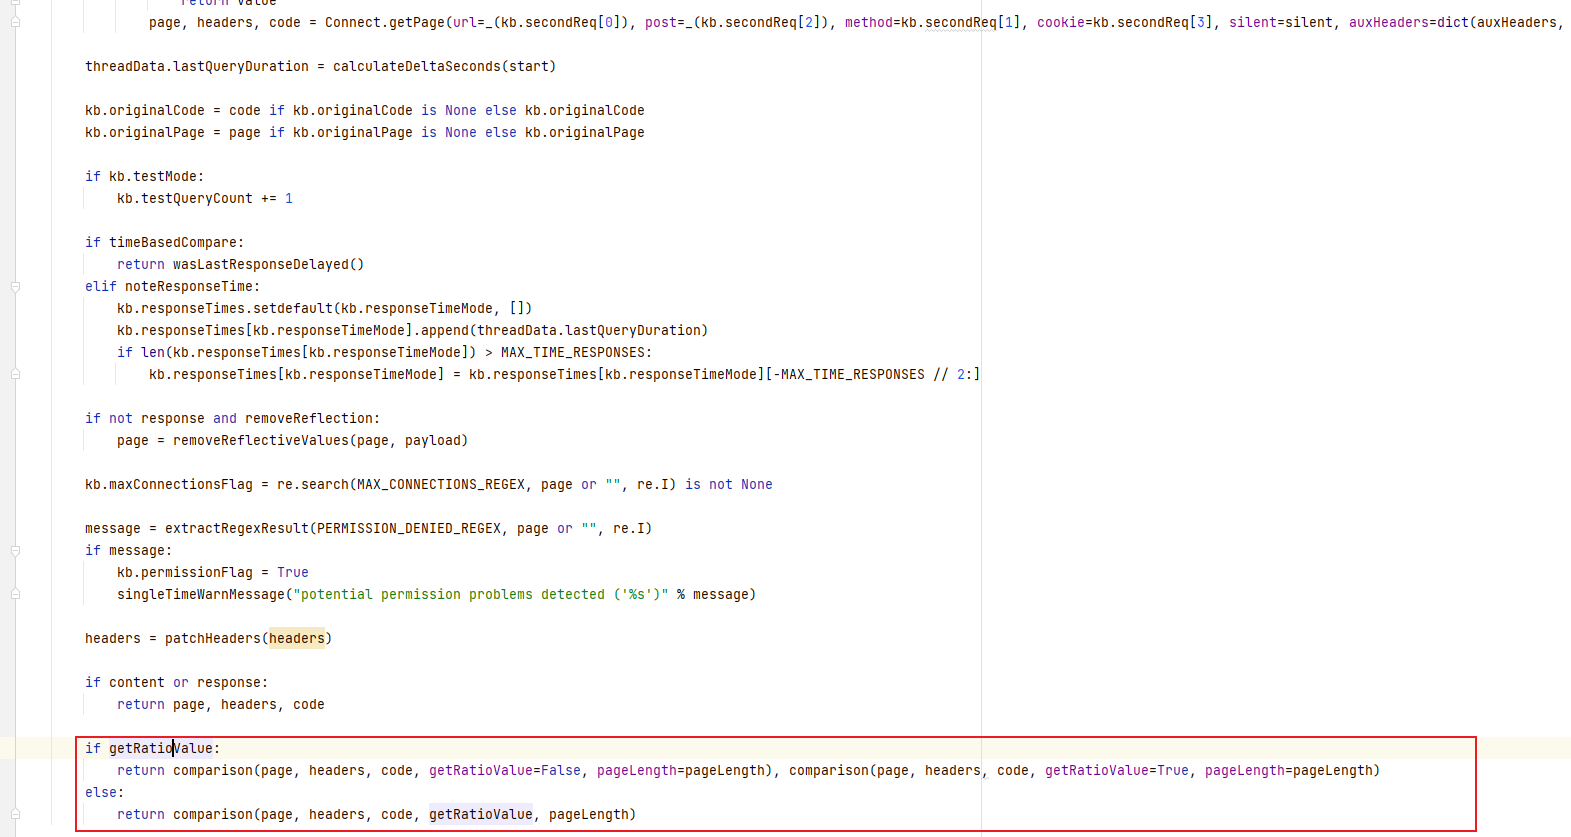 return value
page, headers, code = Connect.getPage(url=_(kb.secondReq[0]), post=_(kb.secondReq[2]), method=kb.secondReq[1], cookie=kb.secondReq[3], silent=silent, auxHeaders=dict(auxHeaders,
threadData.lastQueryDuration = calculateDeltaSeconds(start)
kb.originalCode = code if kb.originalCode is None else kb.originalCode
kb.originalPage = page if kb.originalPage is None else kb.originalPage
if kb.testMode:
kb.testQueryCount += 1
if timeBasedCompare:
return wasLastResponseDelayed()
elif noteResponseTime:
kb.responseTimes.setdefault(kb.responseTimeMode, [])
kb.responseTimes[kb.responseTimeMode].append(threadData.lastQueryDuration)
if len(kb.responseTimes[kb.responseTimeMode]) > MAX_TIME_RESPONSES:
kb.responseTimes[kb.responseTimeMode] = kb.responseTimes[kb.responseTimeMode][-MAX_TIME_RESPONSES // 2:]
if not response and removeReflection:
page = removeReflectiveValues(page, payload)
kb.maxConnectionsFlag = re.search(MAX_CONNECTIONS_REGEX, page or "", re.I) is not None
message = extractRegexResult(PERMISSION_DENIED_REGEX, page or "", re.I)
if message:
kb.permissionFlag = True
singleTimeWarnMessage("potential permission problems detected ('%s')" % message)
headers = patchHeaders(headers)
if content or response:
return page, headers, code
if getRatioValue:
return comparison(page, headers, code, getRatioValue=False, pageLength=pageLength), comparison(page, headers, code, getRatioValue=True, pageLength=pageLength)
else:
return comparison(page, headers, code, getRatioValue, pageLength)